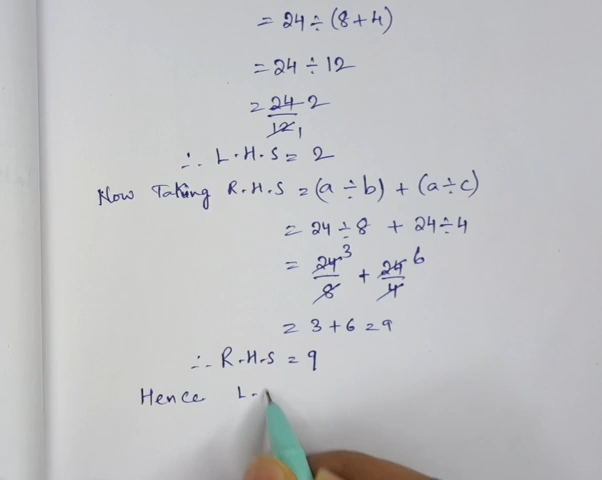 = 24 ÷ (8+4)
= 24 ÷ 12
= 24/12 2 1
∴ L.H.S = 2
Now Taking R.H.S = (a ÷ b) + (a ÷ c)
= 24 ÷ 8 + 24 ÷ 4
= 24/8 3 + 24/4 6
= 3 + 6 = 9
∴ R.H.S = 9
Hence L.